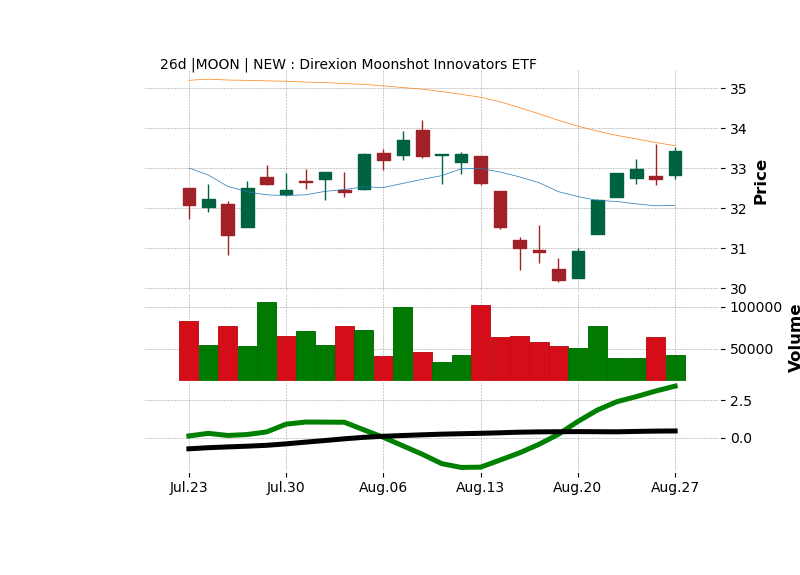 26d |MOON | NEW : Direxion Moonshot Innovators ETF
35
34
33
32
31
30
Price
100000
50000
Volume
2.5
0.0
Jul.23 Jul.30 Aug.06 Aug.13 Aug.20 Aug.27